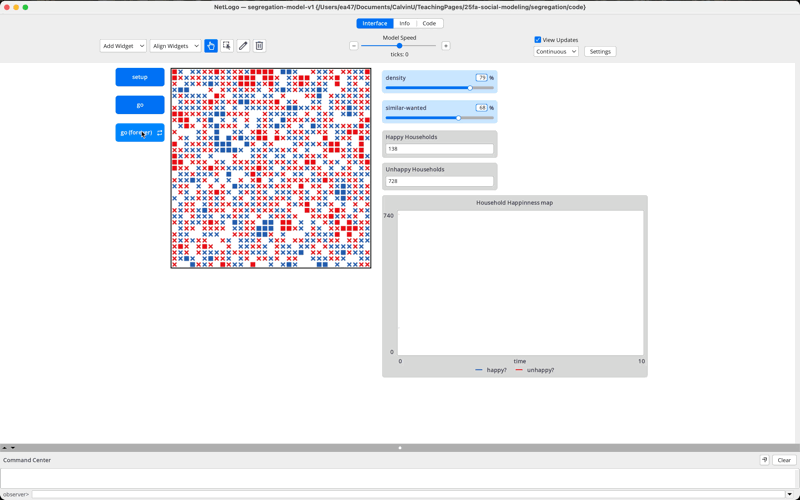 NetLogo — segregation-model-v1 {/Users/ea47/Documents/CalvinU/TeachingPages/25fa-social-modeling/segregation/code}
Interface Info Code
Add Widget Align Widgets
Model Speed
ticks: 0
View Updates
Continuous Settings
setup
go
go (forever)
density 79 %
similar-wanted 58 %
Happy Households
138
Unhappy Households
728
Household Happinness map
740
0
0 time 10
happy? unhappy?
Command Center Clear
observer>